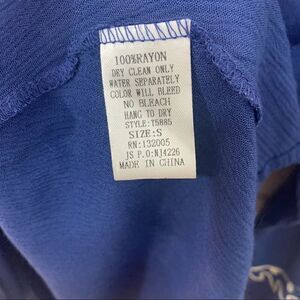 100%RAYON
DRY CLEAN ONLY
WATER SEPARATELY
COLOR WILL BLEED
NO BLEACH
HANG TO DRY
STYLE:T5885
SIZE:S
RN:132005
JS P.O:NJ4226
MADE IN CHINA